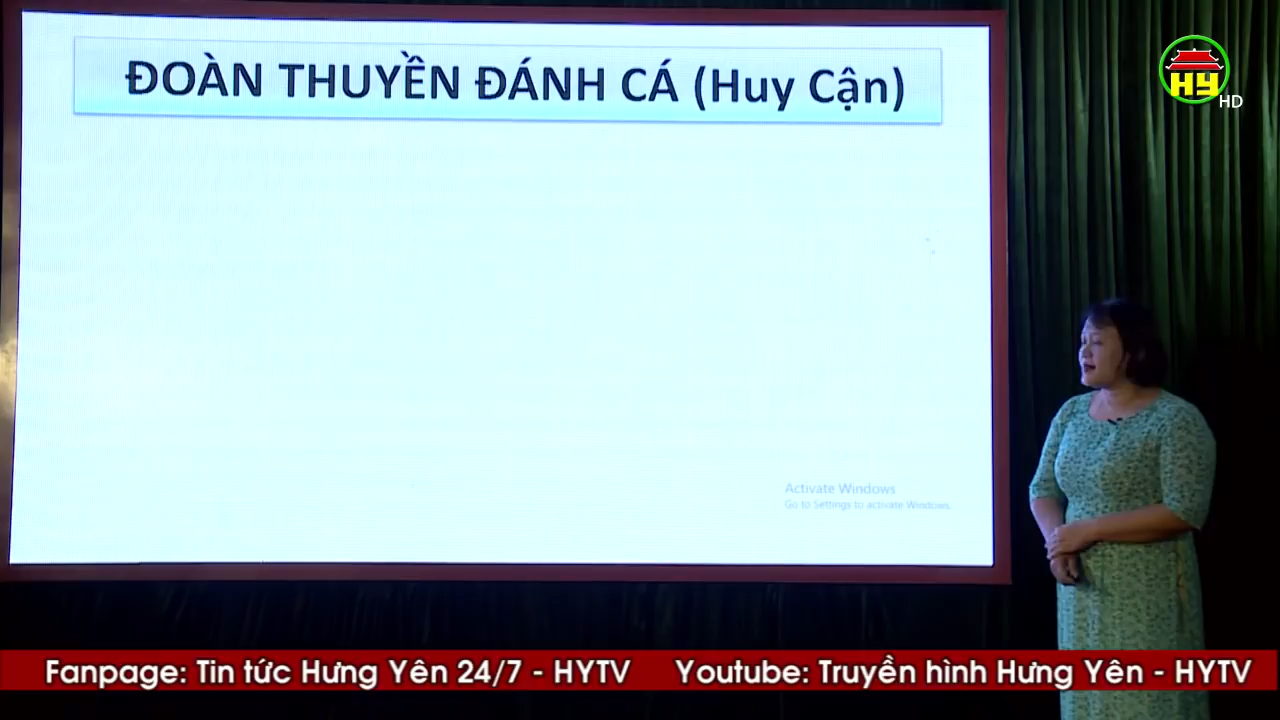 ĐOÀN THUYỀN ĐÁNH CÁ (Huy Cận)
HY
HD
Activate Windows
Go to Settings to activate Windows.
Fanpage: Tin tức Hưng Yên 24/7 - HYTV Youtube: Truyền hình Hưng Yên - HYTV